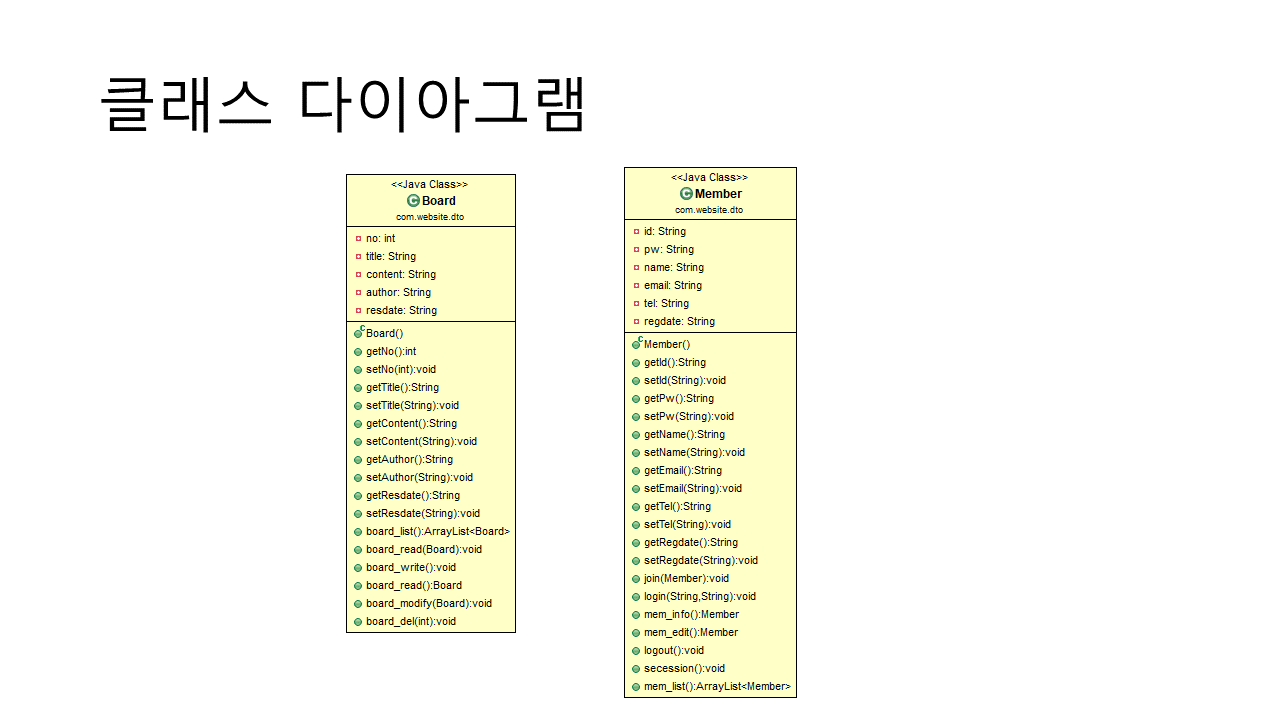 클래스 다이아그램
<<Java Class>>
Board
com.website.dto
no: int
title: String
content: String
author: String
resdate: String
Board()
getNo():int
setNo(int):void
getTitle():String
setTitle(String):void
getContent():String
setContent(String):void
getAuthor():String
setAuthor(String):void
getResdate():String
setResdate(String):void
board_list():ArrayList<Board>
board_read(Board):void
board_write():void
board_read():Board
board_modify(Board):void
board_del(int):void
<<Java Class>>
Member
com.website.dto
id: String
pw: String
name: String
email: String
tel: String
regdate: String
Member()
getId():String
setId(String):void
getPw():String
setPw(String):void
getName():String
setName(String):void
getEmail():String
setEmail(String):void
getTel():String
setTel(String):void
getRegdate():String
setRegdate(String):void
join(Member):void
login(String,String):void
mem_info():Member
mem_edit():Member
logout():void
secession():void
mem_list():ArrayList<Member>